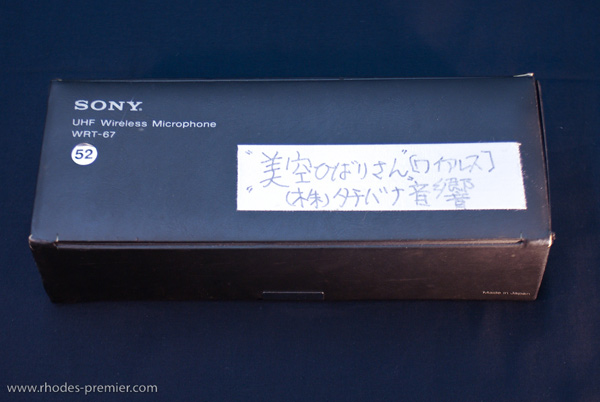 SONY
UHF Wireless Microphone
WRT-67
52
"美空ひばりさん"[ワイアレス]
"(株)タチバナ音響
Made in Japan
www.rhodes-premier.com